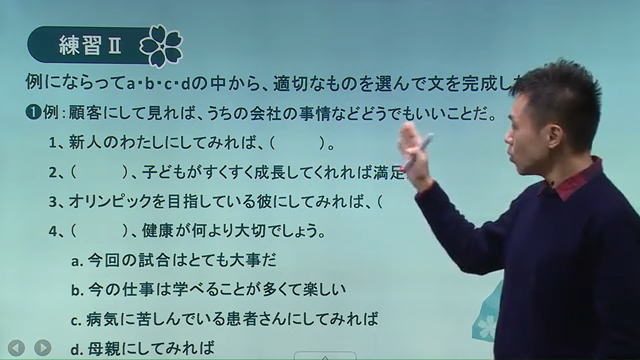 練習Ⅱ
例にならってa・b・c・dの中から、適切なものを選んで文を完成し
❶例：顧客にして見れば、うちの会社の事情などどうでもいいことだ。
1、新人のわたしにしてみれば、（　　）。
2、（　　）、子どもがすくすく成長してくれれば満足
3、オリンピックを目指している彼にしてみれば、（
4、（　　）、健康が何より大切でしょう。
a. 今回の試合はとても大事だ
b. 今の仕事は学べることが多くて楽しい
c. 病気に苦しんでいる患者さんにしてみれば
d. 母親にしてみれば